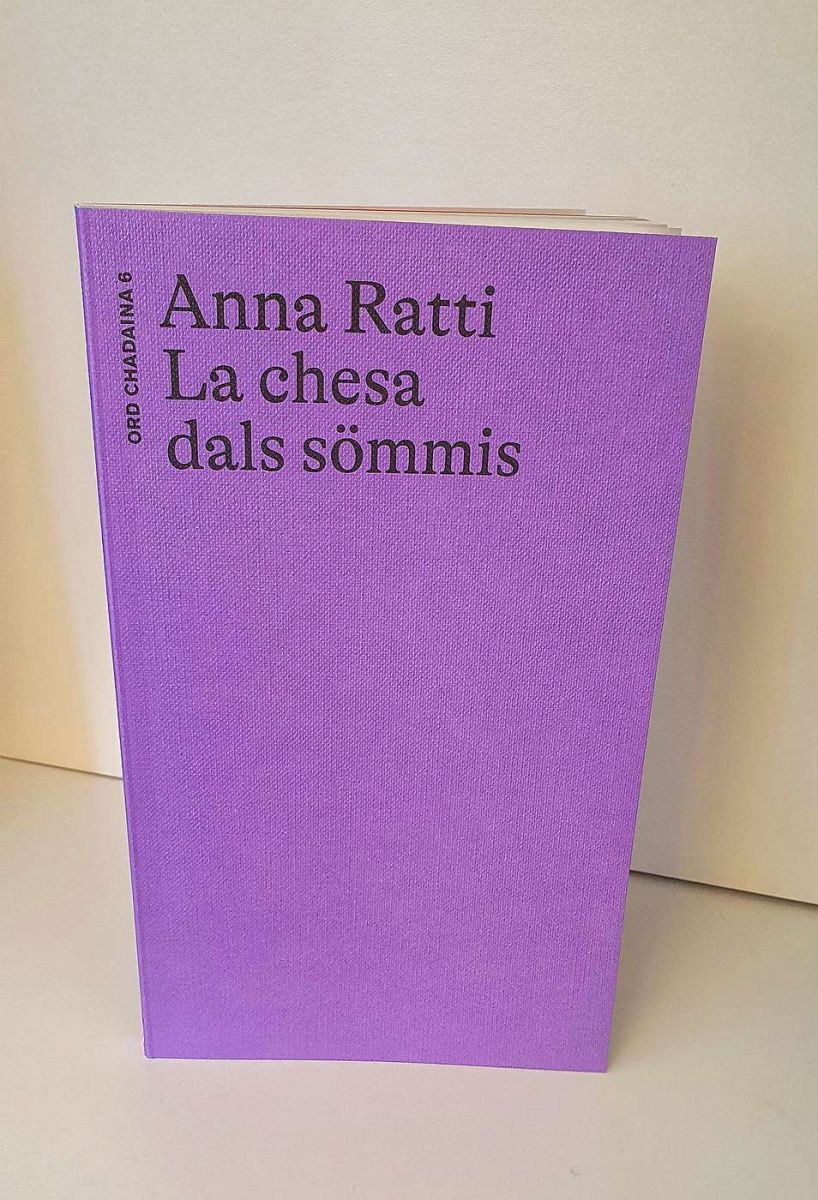 ORD CHADAINA 6
Anna Ratti
La chesa
dals sömmis